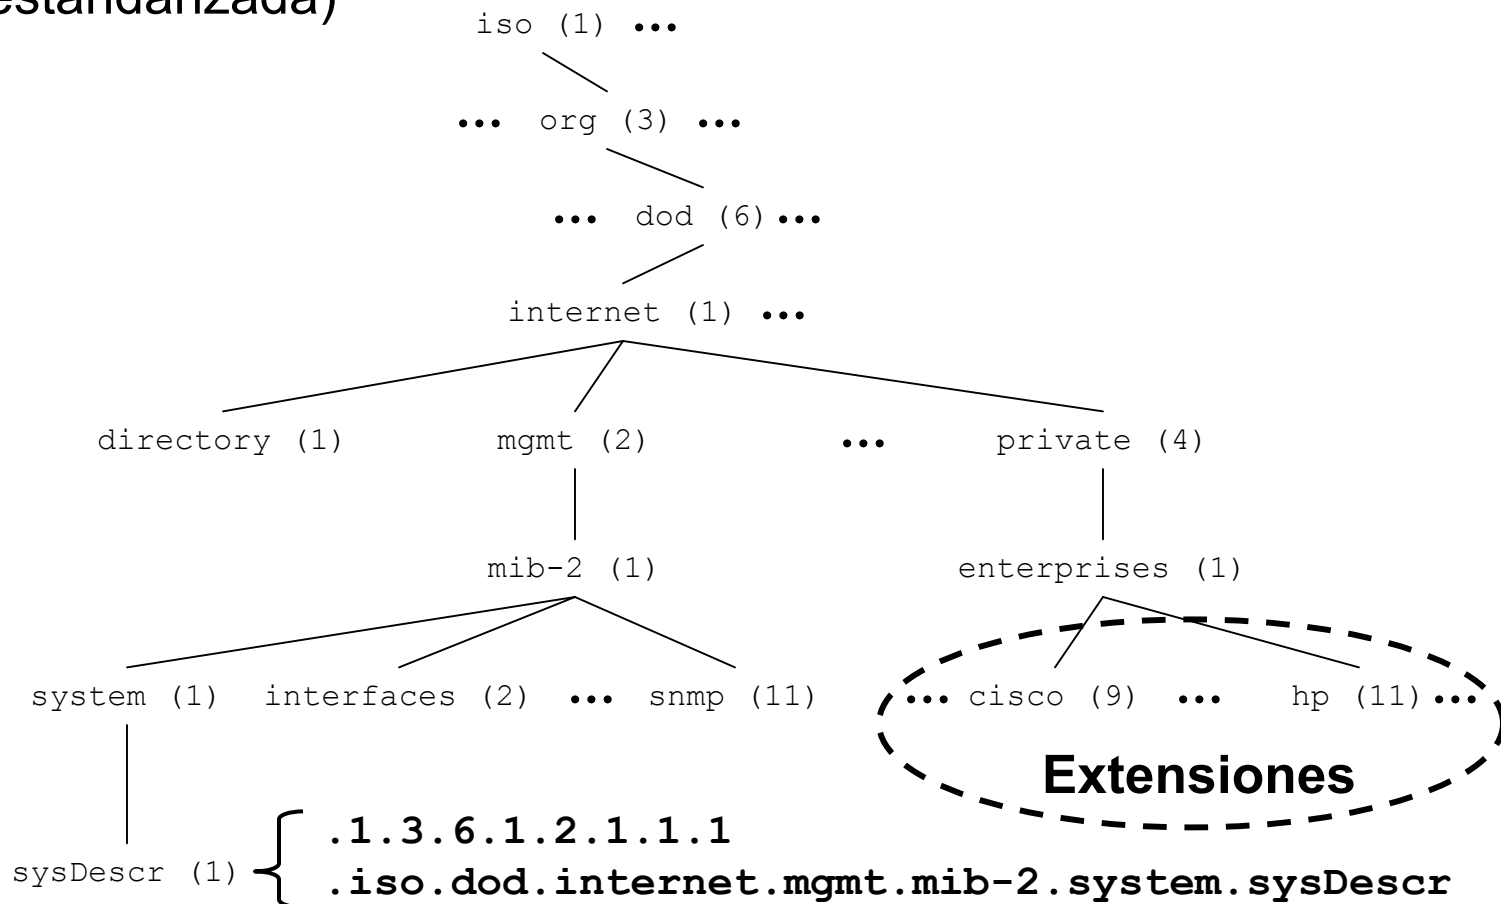 estandarizada)
iso (1) ...
... org (3) ...
... dod (6) ...
internet (1) ...
directory (1) mgmt (2) ... private (4)
mib-2 (1) enterprises (1)
system (1) interfaces (2) ... snmp (11) ... cisco (9) ... hp (11) ...
Extensiones
.1.3.6.1.2.1.1.1
sysDescr (1)
.iso.dod.internet.mgmt.mib-2.system.sysDescr